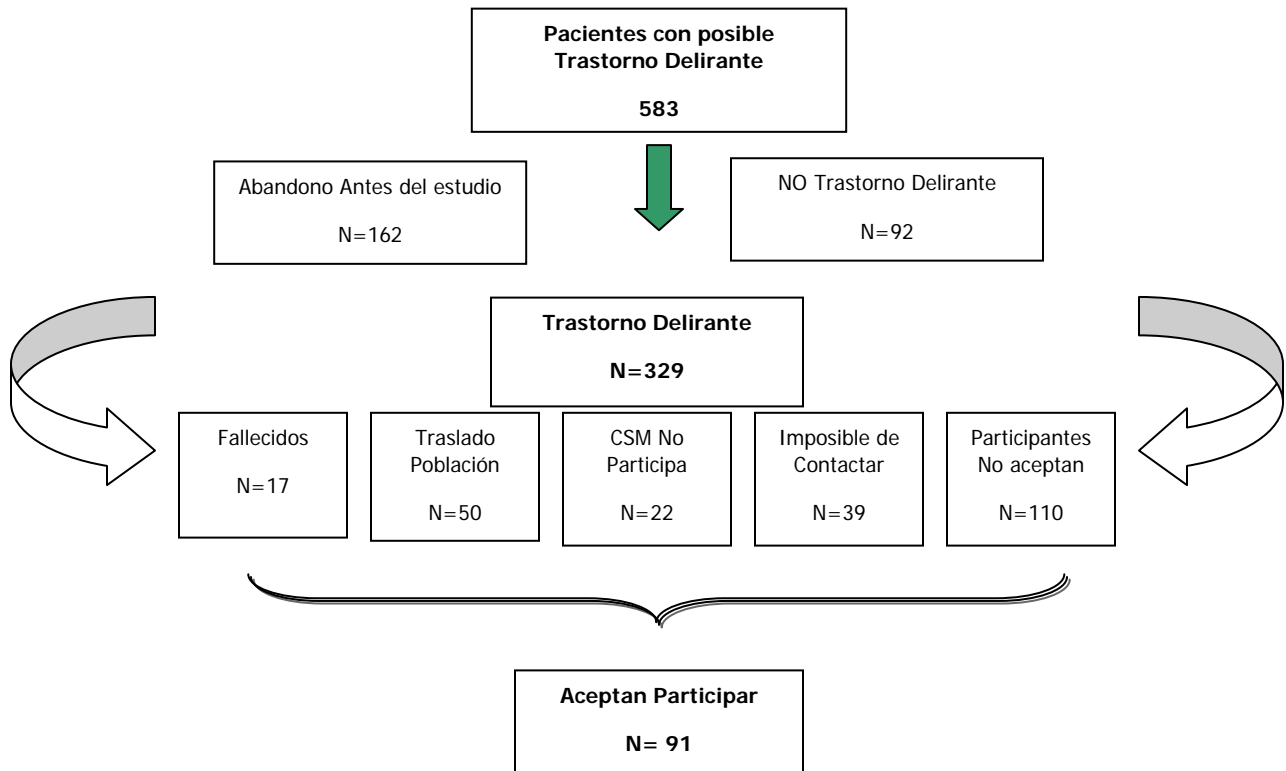 Pacientes con posible
Trastorno Delirante
583
Abandono Antes del estudio
N=162
NO Trastorno Delirante
N=92
Trastorno Delirante
N=329
Fallecidos
N=17
Traslado
Población
N=50
CSM No
Participa
N=22
Imposible de
Contactar
N=39
Participantes
No aceptan
N=110
Aceptan Participar
N= 91